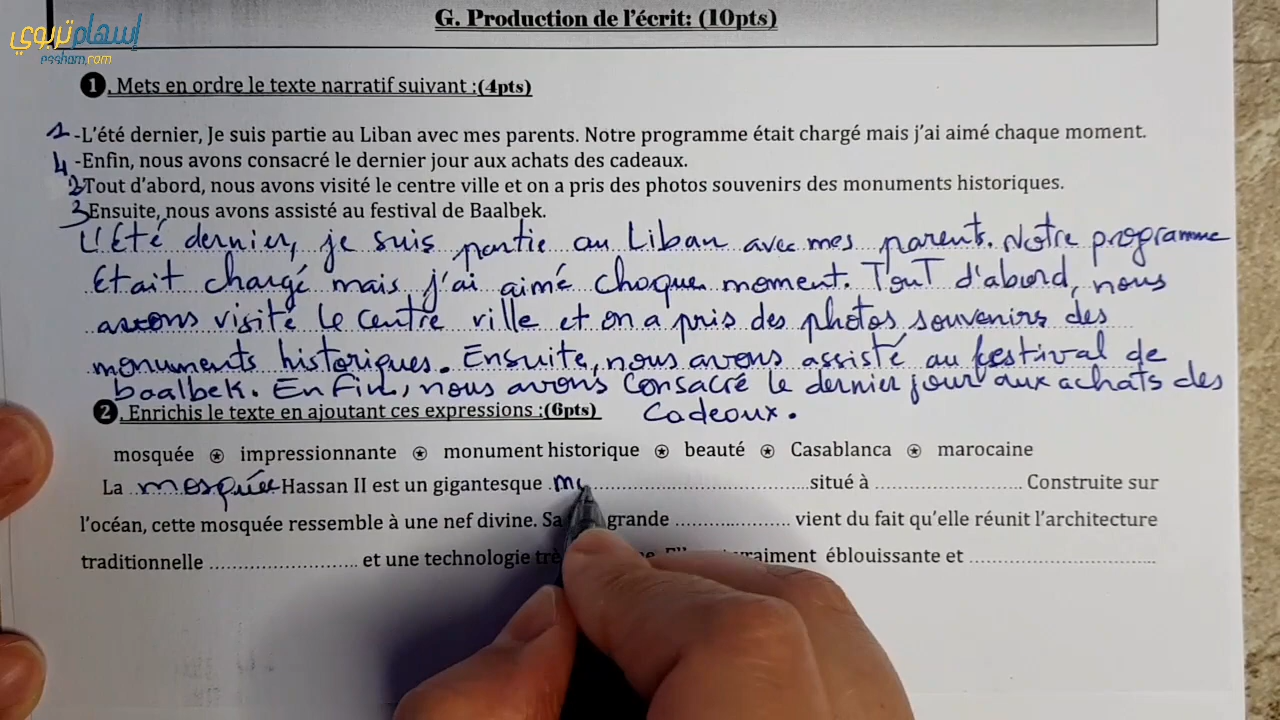 إسهام تربوي
essham.com
G. Production de l'écrit: (10pts)
❶. Mets en ordre le texte narratif suivant :(4pts)
1 -L'été dernier, Je suis partie au Liban avec mes parents. Notre programme était chargé mais j'ai aimé chaque moment.
4 -Enfin, nous avons consacré le dernier jour aux achats des cadeaux.
2 Tout d'abord, nous avons visité le centre ville et on a pris des photos souvenirs des monuments historiques.
3 Ensuite, nous avons assisté au festival de Baalbek.
L'Eté dernier, je suis partie au Liban avec mes parents. Notre programme
était chargé mais j'ai aimé chaque moment. Tout d'abord, nous
avons visité le centre ville et on a pris des photos souvenirs des
monuments historiques. Ensuite, nous avons assisté au festival de
baalbek. Enfin, nous avons consacré le dernier jour aux achats des
cadeoux.
❷. Enrichis le texte en ajoutant ces expressions :(6pts)
mosquée ⍟ impressionnante ⍟ monument historique ⍟ beauté ⍟ Casablanca ⍟ marocaine
La mosquée Hassan II est un gigantesque mo situé à Construite sur
l'océan, cette mosquée ressemble à une nef divine. Sa grande vient du fait qu'elle réunit l'architecture
traditionnelle et une technologie vraiment éblouissante et